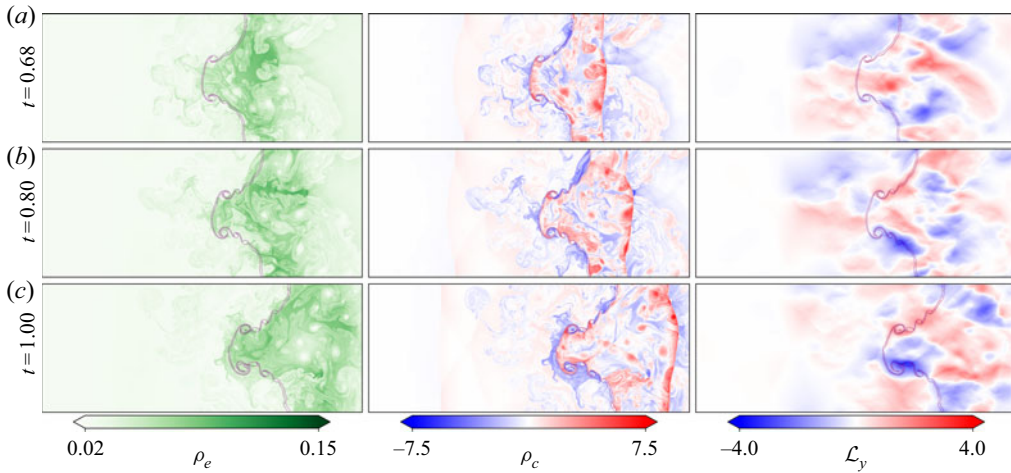 (a)
t = 0.68
(b)
t = 0.80
(c)
t = 1.00
0.02 0.15 −7.5 7.5 −4.0 4.0
ρe ρc ℒy